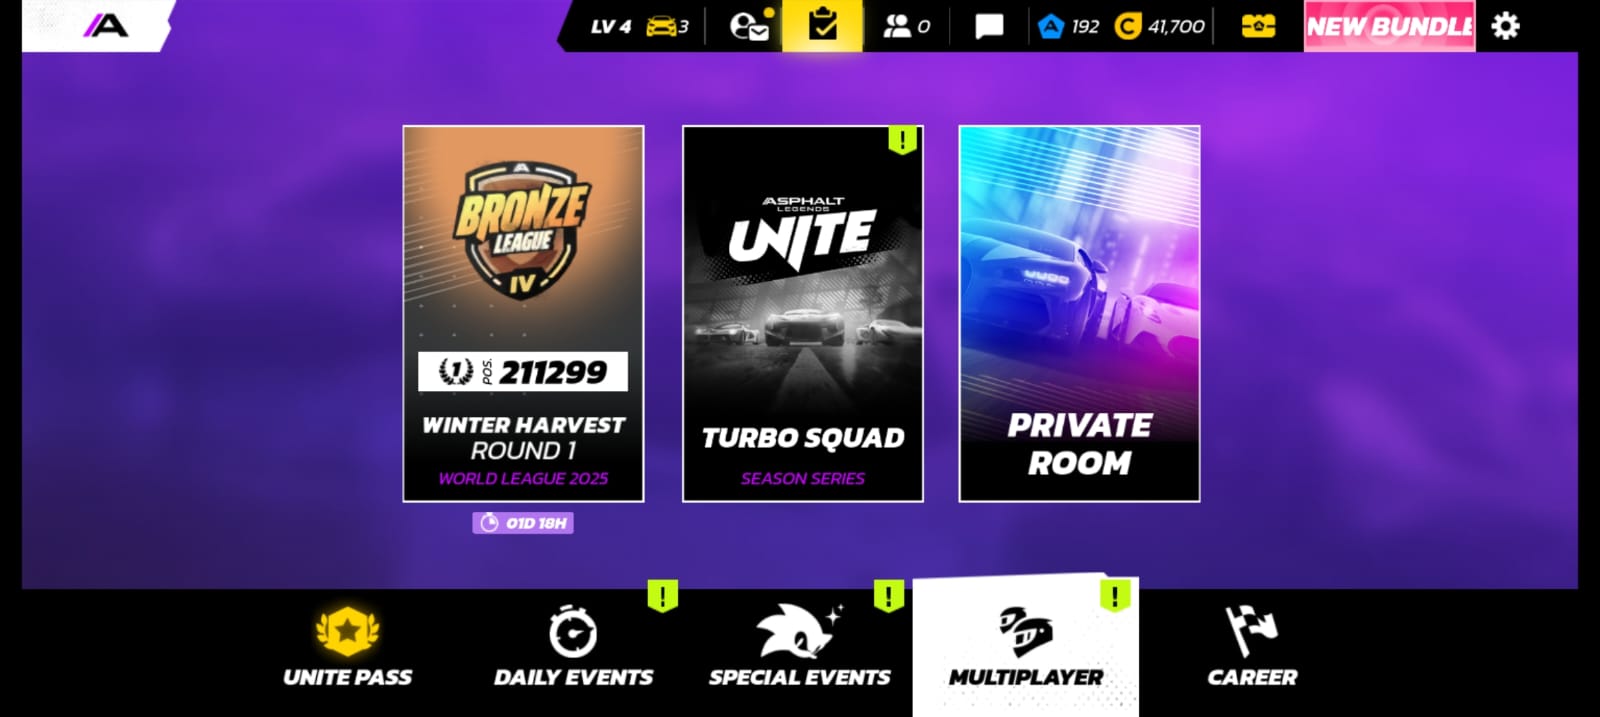 LV 4
3
0
192
41,700
NEW BUNDLE
BRONZE
LEAGUE
IV
1
POS.
211299
WINTER HARVEST
ROUND 1
WORLD LEAGUE 2025
01D 18H
!
ASPHALT
LEGENDS
UNITE
TURBO SQUAD
SEASON SERIES
PRIVATE
ROOM
UNITE PASS
!
DAILY EVENTS
!
SPECIAL EVENTS
!
MULTIPLAYER
CAREER